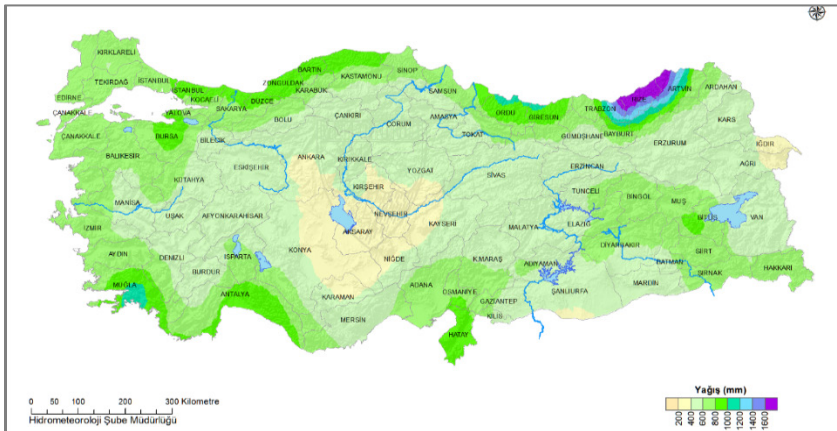 KIRKLARELİ
TEKİRDAĞ
İSTANBUL
EDİRNE
İSTANBUL
KOCAELİ
YALOVA
SAKARYA
DÜZCE
ZONGULDAK
BARTIN
KARABÜK
KASTAMONU
SİNOP
SAMSUN
ORDU
GİRESUN
TRABZON
RİZE
ARTVİN
ARDAHAN
KARS
ÇANAKKALE
ÇANAKKALE
BURSA
BİLECİK
BOLU
ÇANKIRI
ÇORUM
AMASYA
TOKAT
GÜMÜŞHANE
BAYBURT
ERZURUM
IĞDIR
AĞRI
BALIKESİR
KÜTAHYA
ESKİŞEHİR
ANKARA
KIRIKKALE
YOZGAT
SİVAS
ERZİNCAN
TUNCELİ
BİNGÖL
MUŞ
MANİSA
UŞAK
AFYONKARAHİSAR
KIRŞEHİR
NEVŞEHİR
AKSARAY
KAYSERİ
MALATYA
ELAZIĞ
BİTLİS
VAN
İZMİR
AYDIN
DENİZLİ
ISPARTA
BURDUR
KONYA
NİĞDE
K.MARAŞ
ADIYAMAN
DİYARBAKIR
BATMAN
SİİRT
ŞIRNAK
HAKKARİ
MUĞLA
ANTALYA
KARAMAN
MERSİN
ADANA
OSMANİYE
GAZİANTEP
KİLİS
ŞANLIURFA
MARDİN
HATAY
0 50 100 200 300 Kilometre
Hidrometeoroloji Şube Müdürlüğü
Yağış (mm)
200 400 600 800 1000 1200 1400 1600